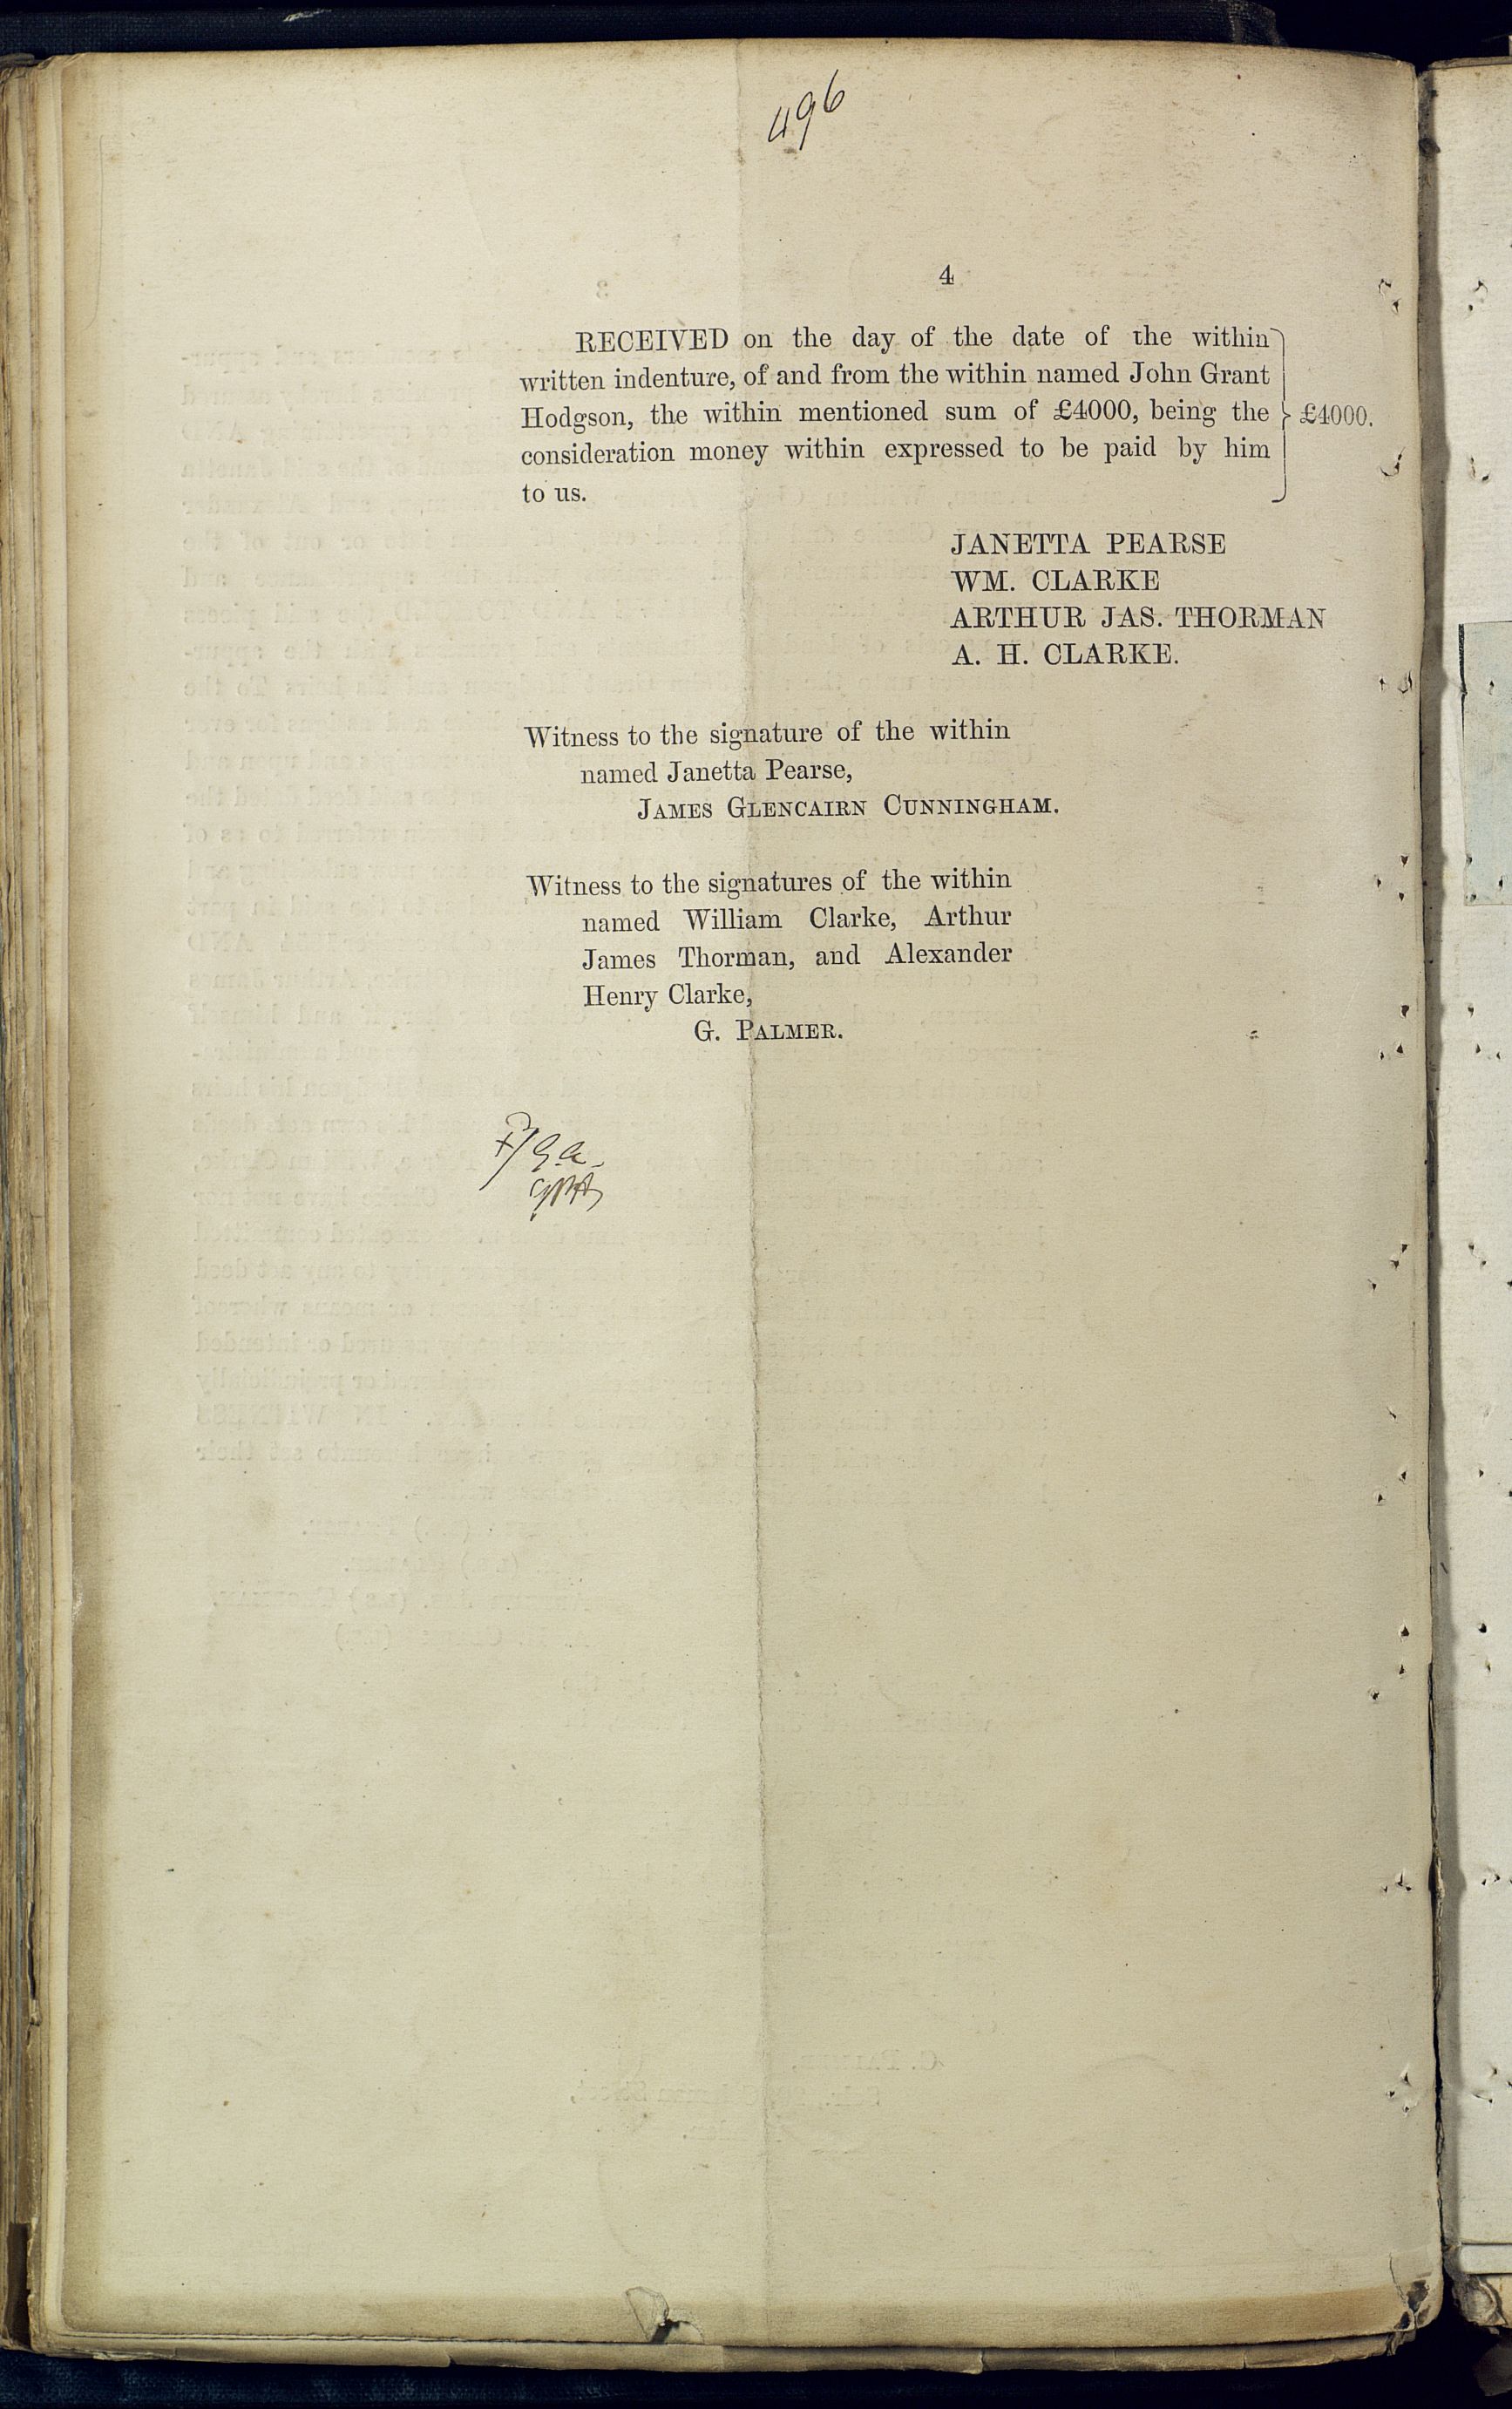 496
4
RECEIVED on the day of the date of the within
written indenture, of and from the within named John Grant
Hodgson, the within mentioned sum of £4000, being the
consideration money within expressed to be paid by him
to us.
£4000.
JANETTA PEARSE
WM. CLARKE
ARTHUR JAS. THORMAN
A. H. CLARKE.
Witness to the signature of the within
named Janetta Pearse,
JAMES GLENCAIRN CUNNINGHAM.
Witness to the signatures of the within
named William Clarke, Arthur
James Thorman, and Alexander
Henry Clarke,
G. PALMER.